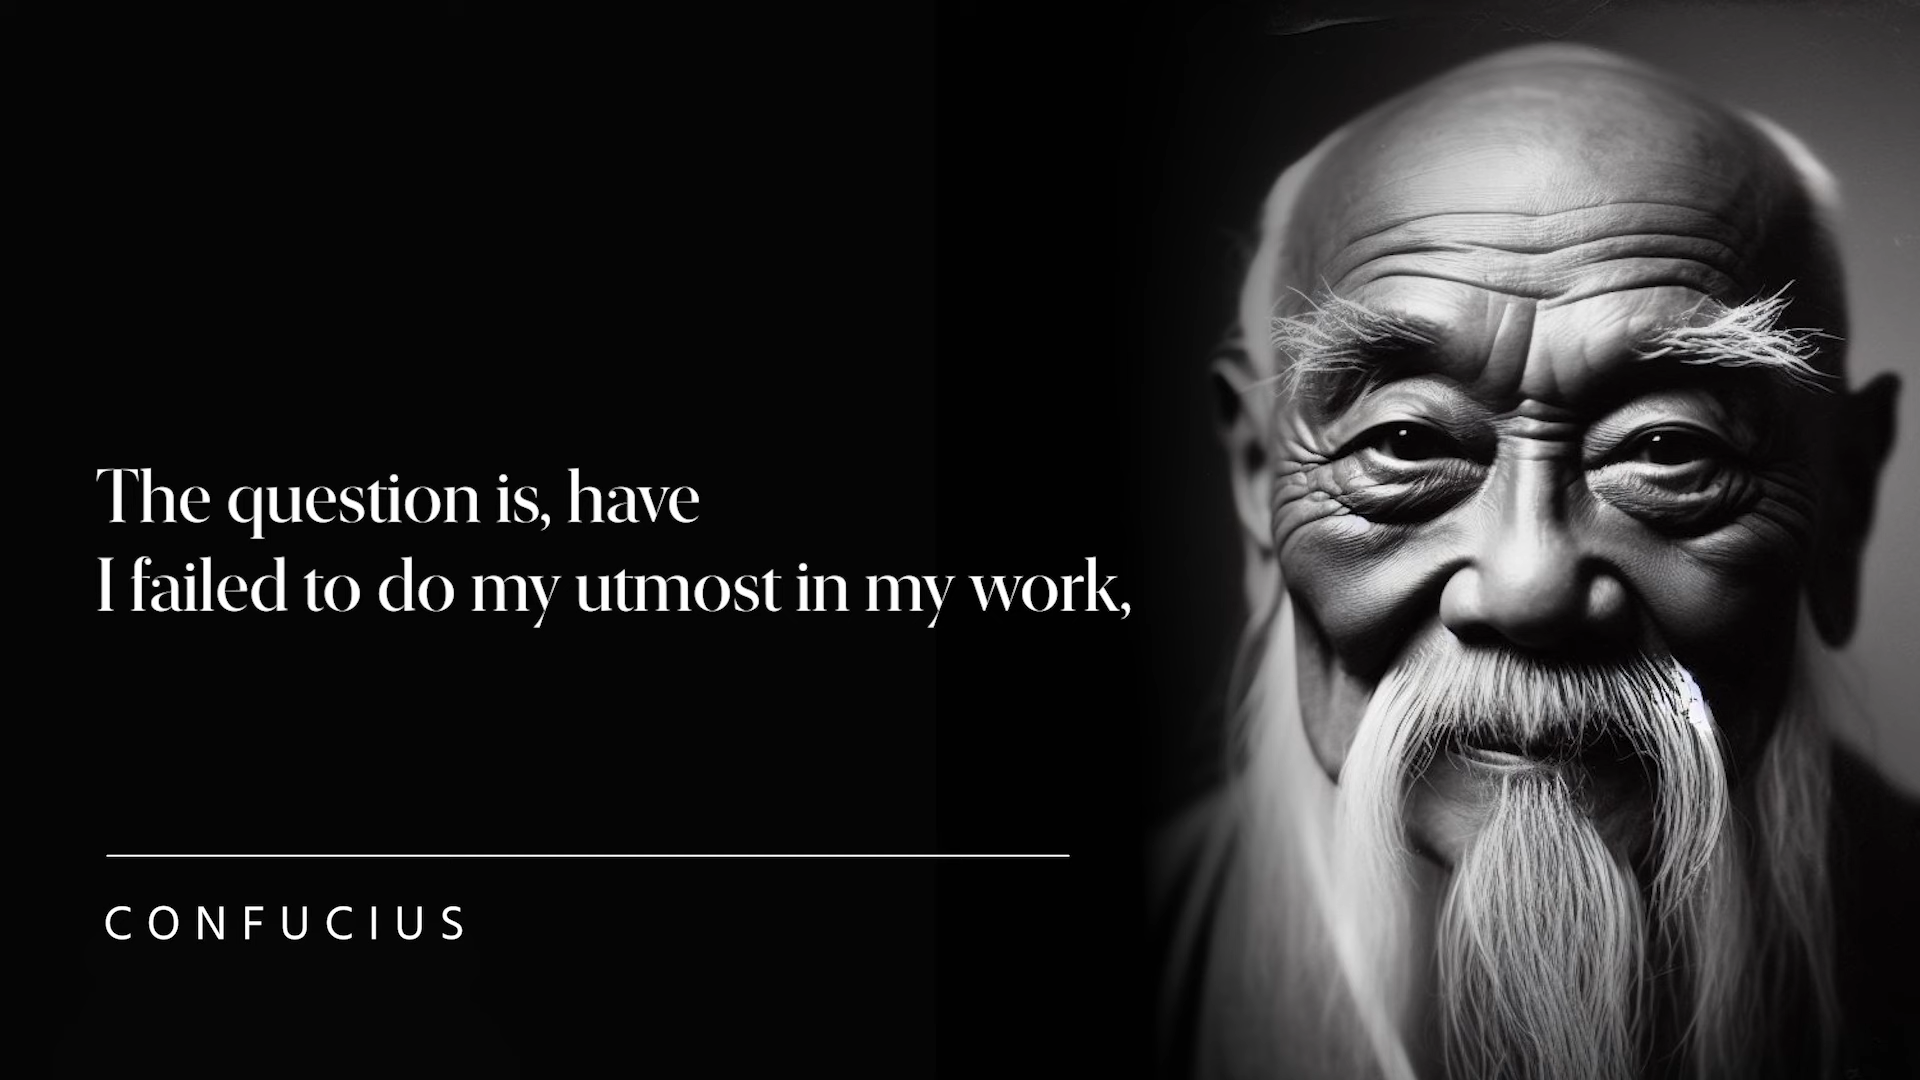 The question is, have
I failed to do my utmost in my work,
CONFUCIUS